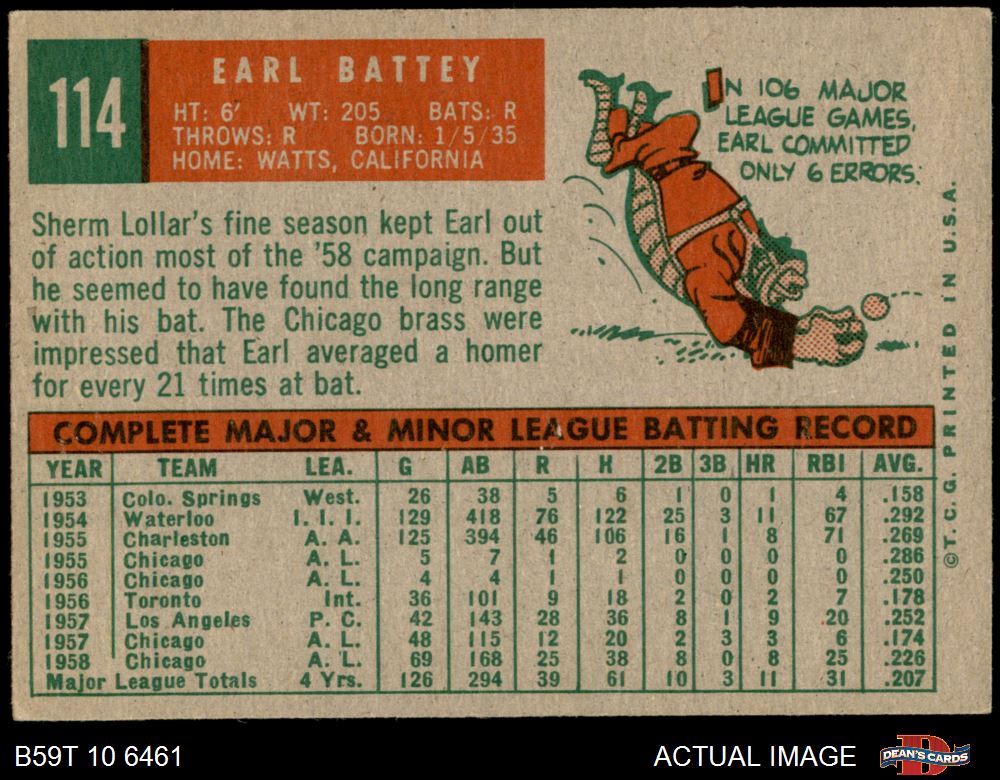 114
EARL BATTEY
HT: 6' WT: 205 BATS: R
THROWS: R BORN: 1/5/35
HOME: WATTS, CALIFORNIA
IN 106 MAJOR
LEAGUE GAMES,
EARL COMMITTED
ONLY 6 ERRORS.
Sherm Lollar's fine season kept Earl out
of action most of the '58 campaign. But
he seemed to have found the long range
with his bat. The Chicago brass were
impressed that Earl averaged a homer
for every 21 times at bat.
COMPLETE MAJOR & MINOR LEAGUE BATTING RECORD
YEAR TEAM LEA. G AB R H 2B 3B HR RBI AVG.
1953 Colo. Springs West. 26 38 5 6 1 0 1 4 .158
1954 Waterloo I. I. I. 129 418 76 122 25 3 11 67 .292
1955 Charleston A. A. 125 394 46 106 16 1 8 71 .269
1955 Chicago A. L. 5 7 1 2 0 0 0 0 .286
1956 Chicago A. L. 4 4 1 1 0 0 0 0 .250
1956 Toronto Int. 36 101 9 18 2 0 2 7 .178
1957 Los Angeles P. C. 42 143 28 36 8 1 9 20 .252
1957 Chicago A. L. 48 115 12 20 2 3 3 6 .174
1958 Chicago A. L. 69 168 25 38 8 0 8 25 .226
Major League Totals 4 Yrs. 126 294 39 61 10 3 11 31 .207
©T. C. G. PRINTED IN U.S.A.
B59T 10 6461
ACTUAL IMAGE
DEAN'S CARDS